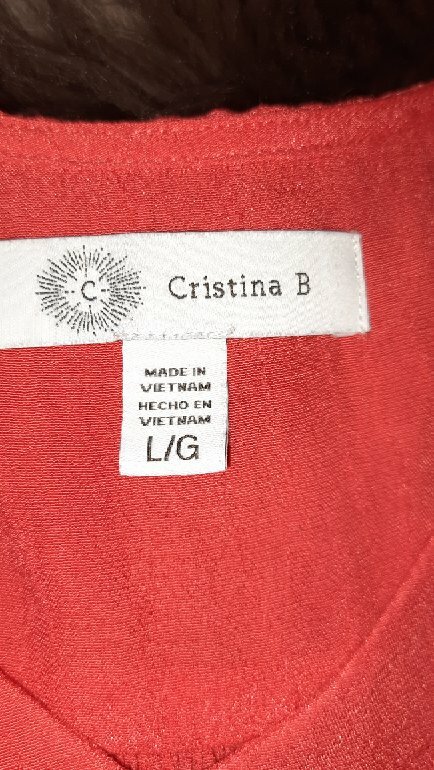 C
Cristina B
MADE IN
VIETNAM
HECHO EN
VIETNAM
L/G